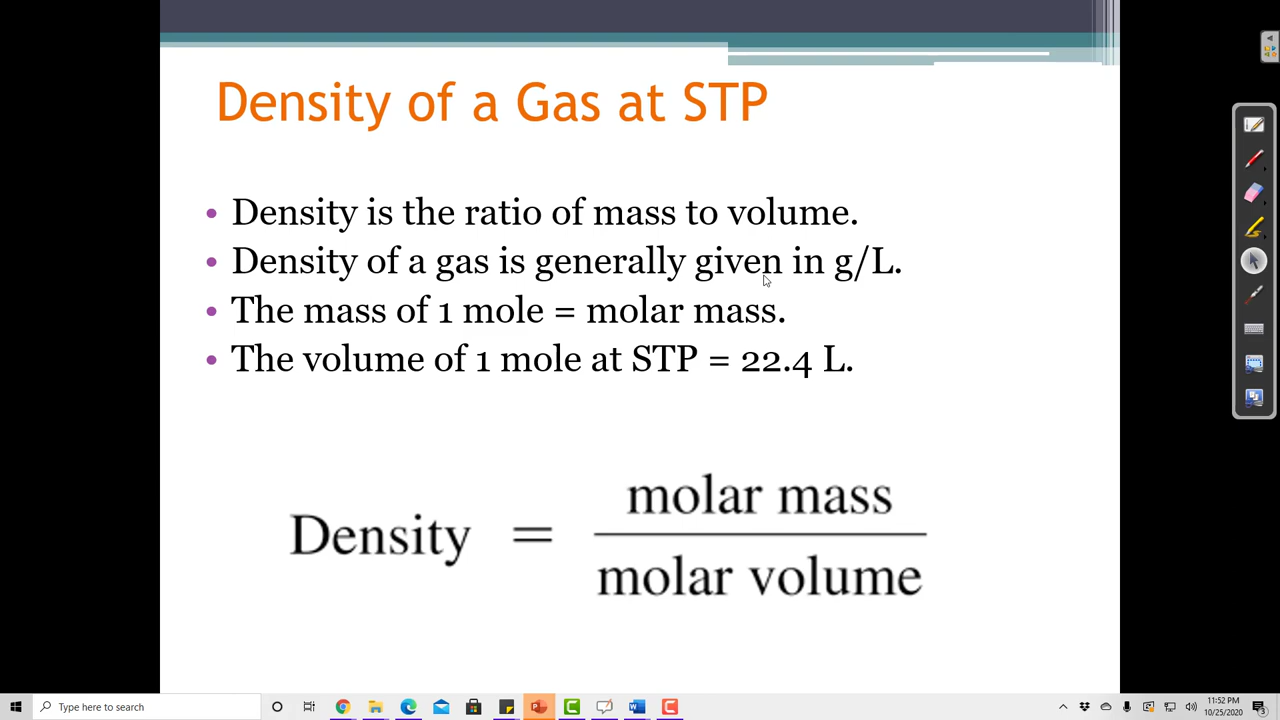 Density of a Gas at STP
• Density is the ratio of mass to volume.
• Density of a gas is generally given in g/L.
• The mass of 1 mole = molar mass.
• The volume of 1 mole at STP = 22.4 L.
molar mass
Density =
molar volume
Type here to search
11:52 PM
10/25/2020
3